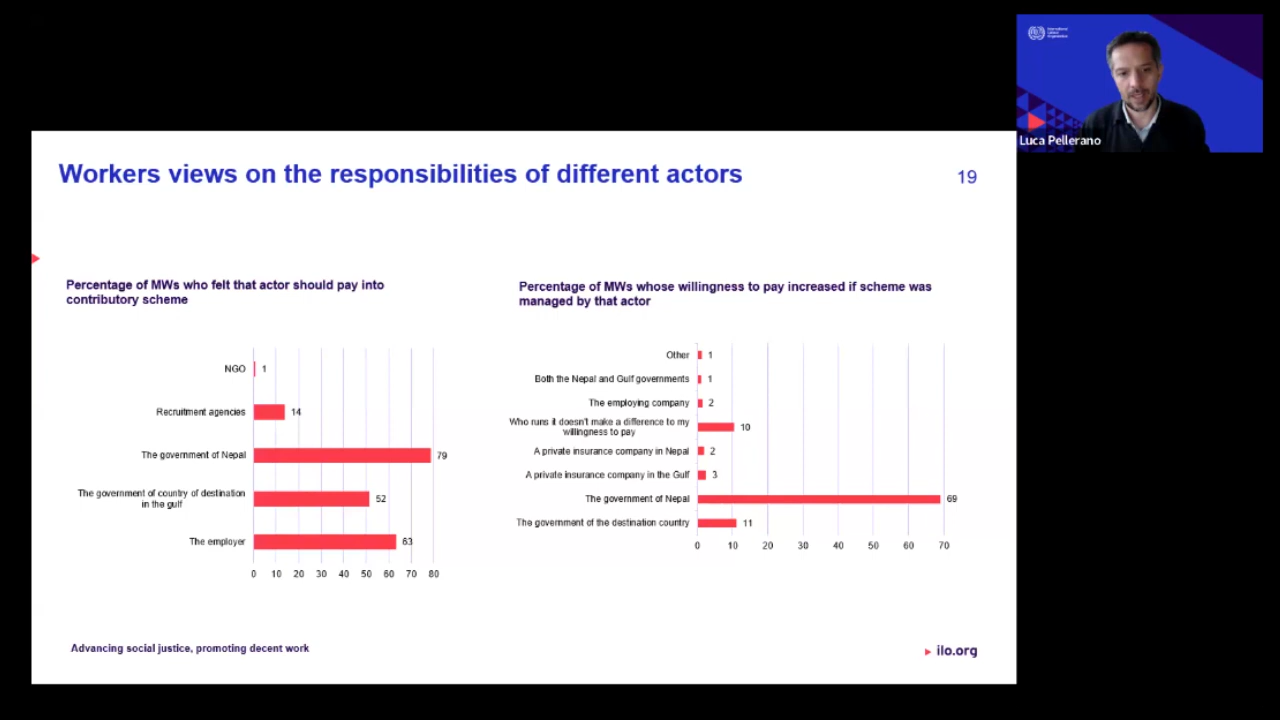 International
Labour
Organization
Luca Pellerano
Workers views on the responsibilities of different actors
19
Percentage of MWs who felt that actor should pay into
contributory scheme
NGO
1
Recruitment agencies
14
The government of Nepal
79
The government of country of destination
in the gulf
52
The employer
63
0 10 20 30 40 50 60 70 80
Percentage of MWs whose willingness to pay increased if scheme was
managed by that actor
Other
1
Both the Nepal and Gulf governments
1
The employing company
2
Who runs it doesn't make a difference to my
willingness to pay
10
A private insurance company in Nepal
2
A private insurance company in the Gulf
3
The government of Nepal
69
The government of the destination country
11
0 10 20 30 40 50 60 70
Advancing social justice, promoting decent work
ilo.org